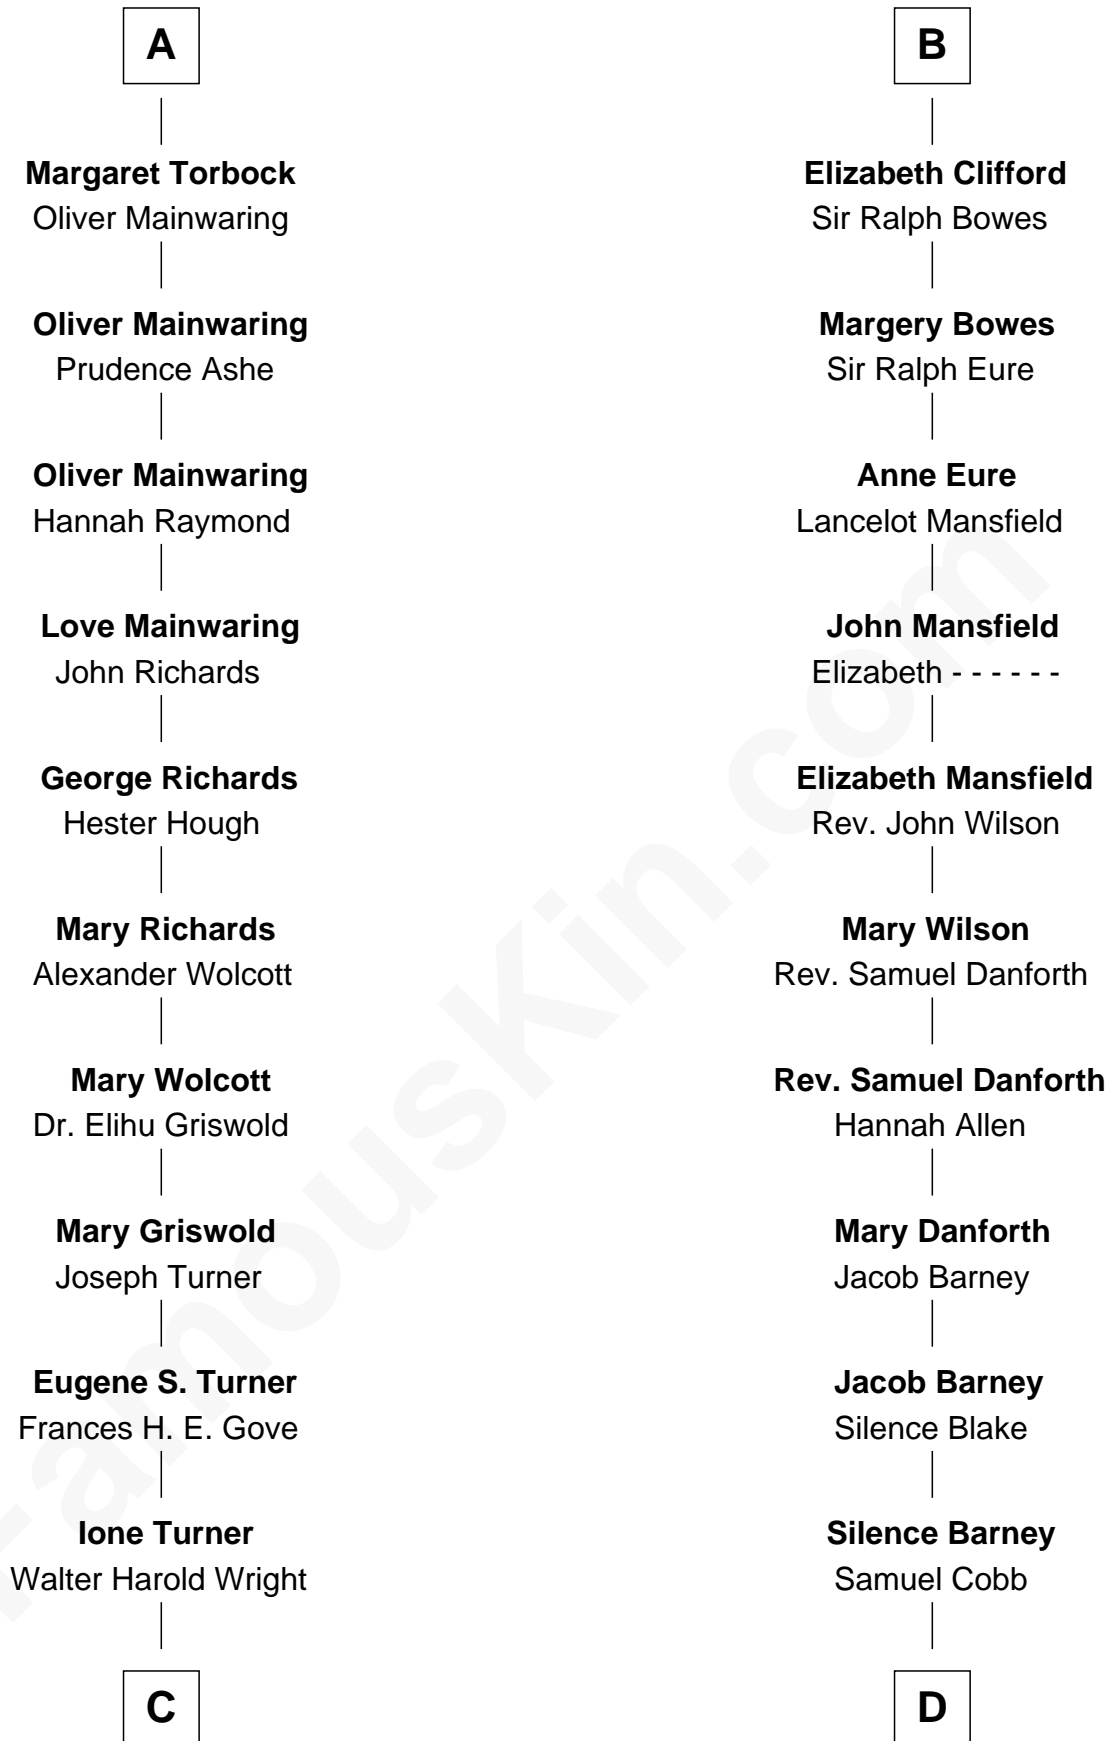 A
Margaret Torbock
Oliver Mainwaring
Oliver Mainwaring
Prudence Ashe
Oliver Mainwaring
Hannah Raymond
Love Mainwaring
John Richards
George Richards
Hester Hough
Mary Richards
Alexander Wolcott
Mary Wolcott
Dr. Elihu Griswold
Mary Griswold
Joseph Turner
Eugene S. Turner
Frances H. E. Gove
Ione Turner
Walter Harold Wright
C
B
Elizabeth Clifford
Sir Ralph Bowes
Margery Bowes
Sir Ralph Eure
Anne Eure
Lancelot Mansfield
John Mansfield
Elizabeth - - - - - -
Elizabeth Mansfield
Rev. John Wilson
Mary Wilson
Rev. Samuel Danforth
Rev. Samuel Danforth
Hannah Allen
Mary Danforth
Jacob Barney
Jacob Barney
Silence Blake
Silence Barney
Samuel Cobb
D
FamousKin.com